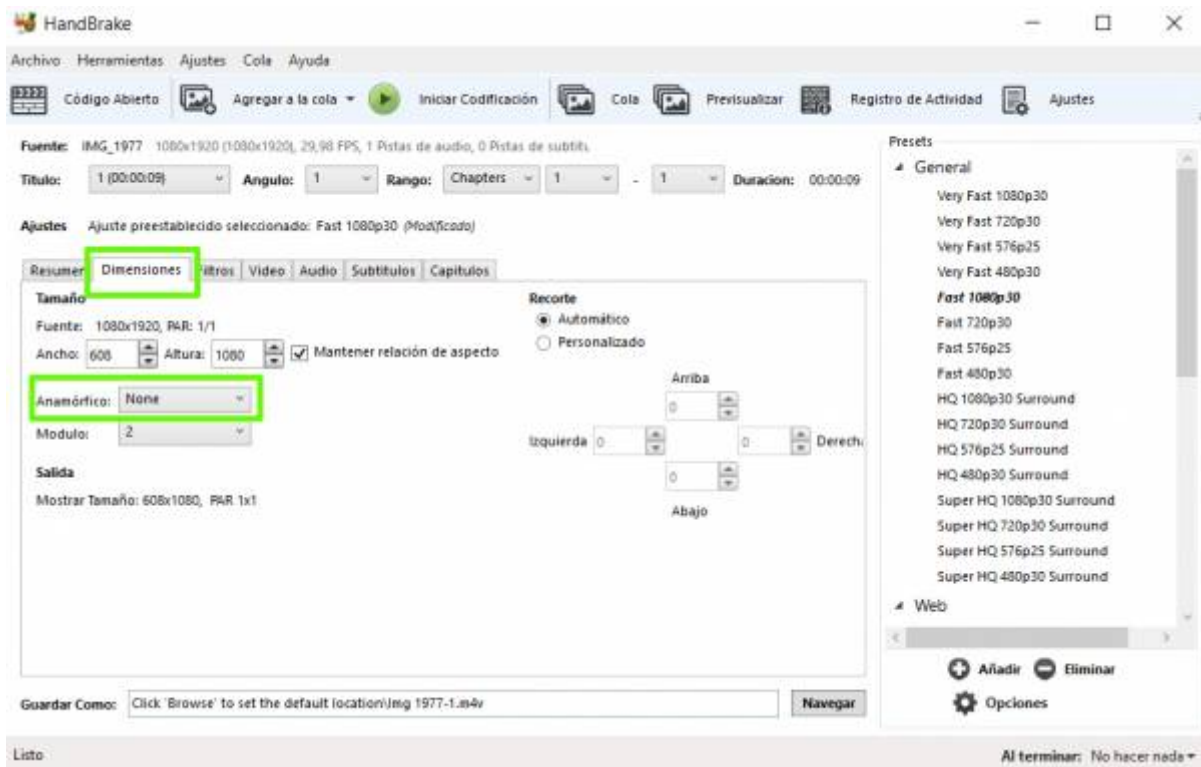 HandBrake
Archivo Herramientas Ajustes Cola Ayuda
Código Abierto Agregar a la cola Iniciar Codificación Cola Previsualizar Registro de Actividad Ajustes
Fuente: IMG_1977 1080x1920 (1080x1920), 29,98 FPS, 1 Pistas de audio, 0 Pistas de subtitu
Titulo: 1 (00:00:09) Angulo: 1 Rango: Chapters 1 - 1 Duracion: 00:00:09
Ajustes Ajuste preestablecido seleccionado: Fast 1080p30 (Modificado)
Resumen Dimensiones Filtros Video Audio Subtitulos Capitulos
Tamaño
Fuente: 1080x1920, PAR: 1/1
Ancho: 608 Altura: 1080 Mantener relación de aspecto
Anamórfico: None
Modulo: 2
Salida
Mostrar Tamaño: 608x1080, PAR 1x1
Recorte
Automático
Personalizado
Arriba
0
Izquierda 0 0 Derech
0
Abajo
Guardar Como: Click 'Browse' to set the default location\Img 1977-1.m4v Navegar
Presets
General
Very Fast 1080p30
Very Fast 720p30
Very Fast 576p25
Very Fast 480p30
Fast 1080p30
Fast 720p30
Fast 576p25
Fast 480p30
HQ 1080p30 Surround
HQ 720p30 Surround
HQ 576p25 Surround
HQ 480p30 Surround
Super HQ 1080p30 Surround
Super HQ 720p30 Surround
Super HQ 576p25 Surround
Super HQ 480p30 Surround
Web
Añadir Eliminar
Opciones
Listo Al terminar: No hacer nada